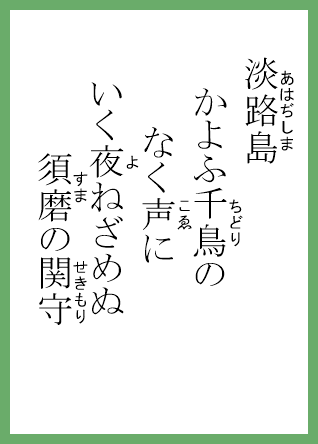 淡路島
あはぢしま
かよふ千鳥の
ちどり
なく声に
こゑ
いく夜ねざめぬ
よ
須磨の関守
すま
せきもり